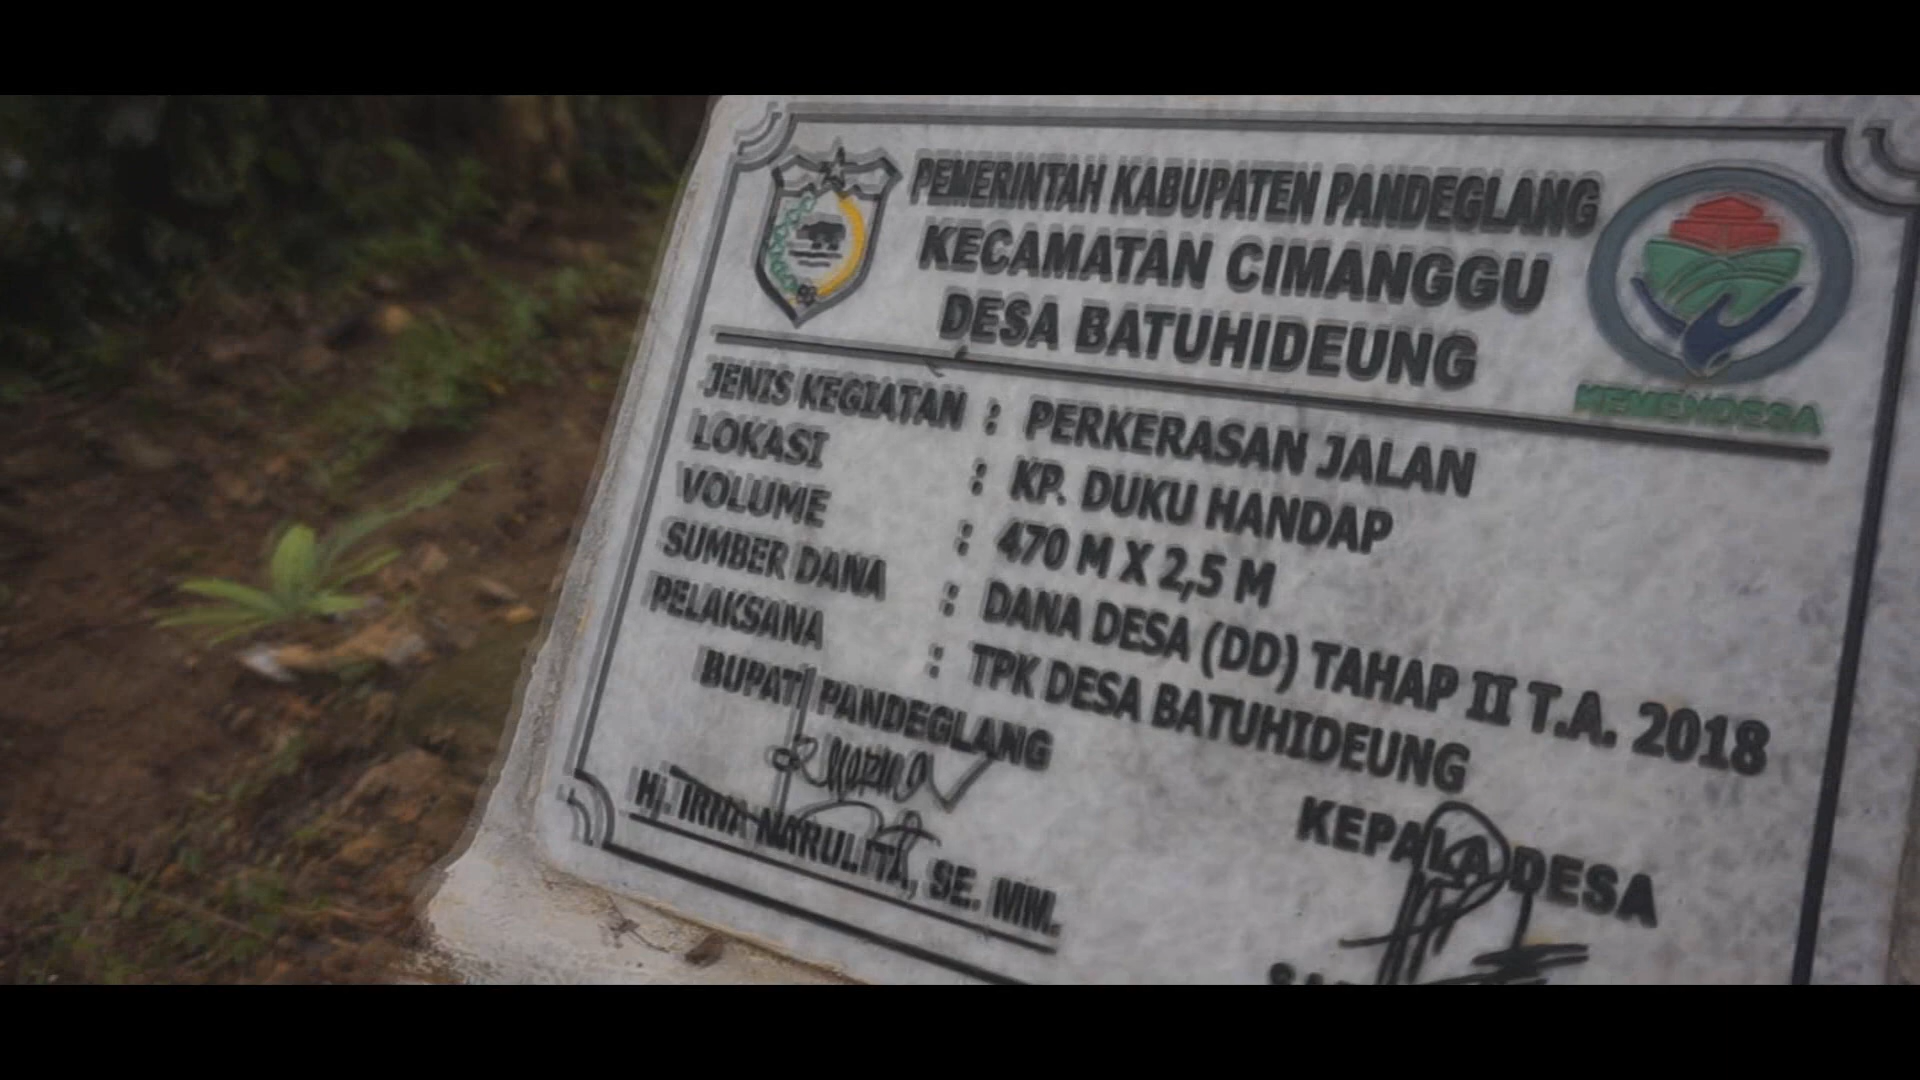 PEMERINTAH KABUPATEN PANDEGLANG
KECAMATAN CIMANGGU
DESA BATUHIDEUNG
KEMENDESA
JENIS KEGIATAN : PERKERASAN JALAN
LOKASI : KP. DUKU HANDAP
VOLUME : 470 M X 2,5 M
SUMBER DANA : DANA DESA (DD) TAHAP II T.A. 2018
PELAKSANA : TPK DESA BATUHIDEUNG
BUPATI PANDEGLANG
Hj. IRNA NARULITA, SE. MM.
KEPALA DESA